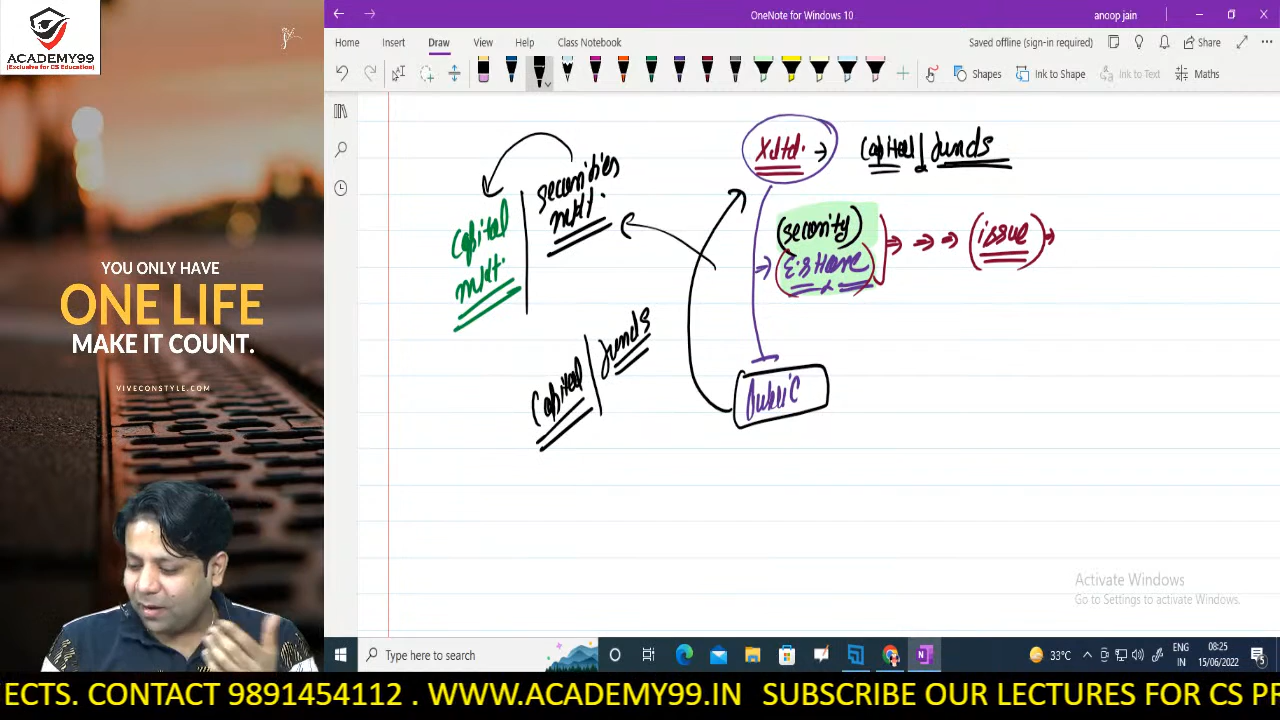 ACADEMY99
(Exclusive for CS Education)
YOU ONLY HAVE
ONE LIFE
MAKE IT COUNT.
VIVECONSTYLE.COM
OneNote for Windows 10
anoop jain
Home Insert Draw View Help Class Notebook
Saved offline (sign-in required)
Share
Shapes
Ink to Shape
Ink to Text
Maths
X Ltd.
Capital | funds
securities
mkt.
Capital
mkt.
(security)
E. Share
(issue)
Capital | funds
Public
Activate Windows
Go to Settings to activate Windows.
Type here to search
33°C
ENG
IN
08:25
15/06/2022
5
ECTS. CONTACT 9891454112 . WWW.ACADEMY99.IN SUBSCRIBE OUR LECTURES FOR CS PR